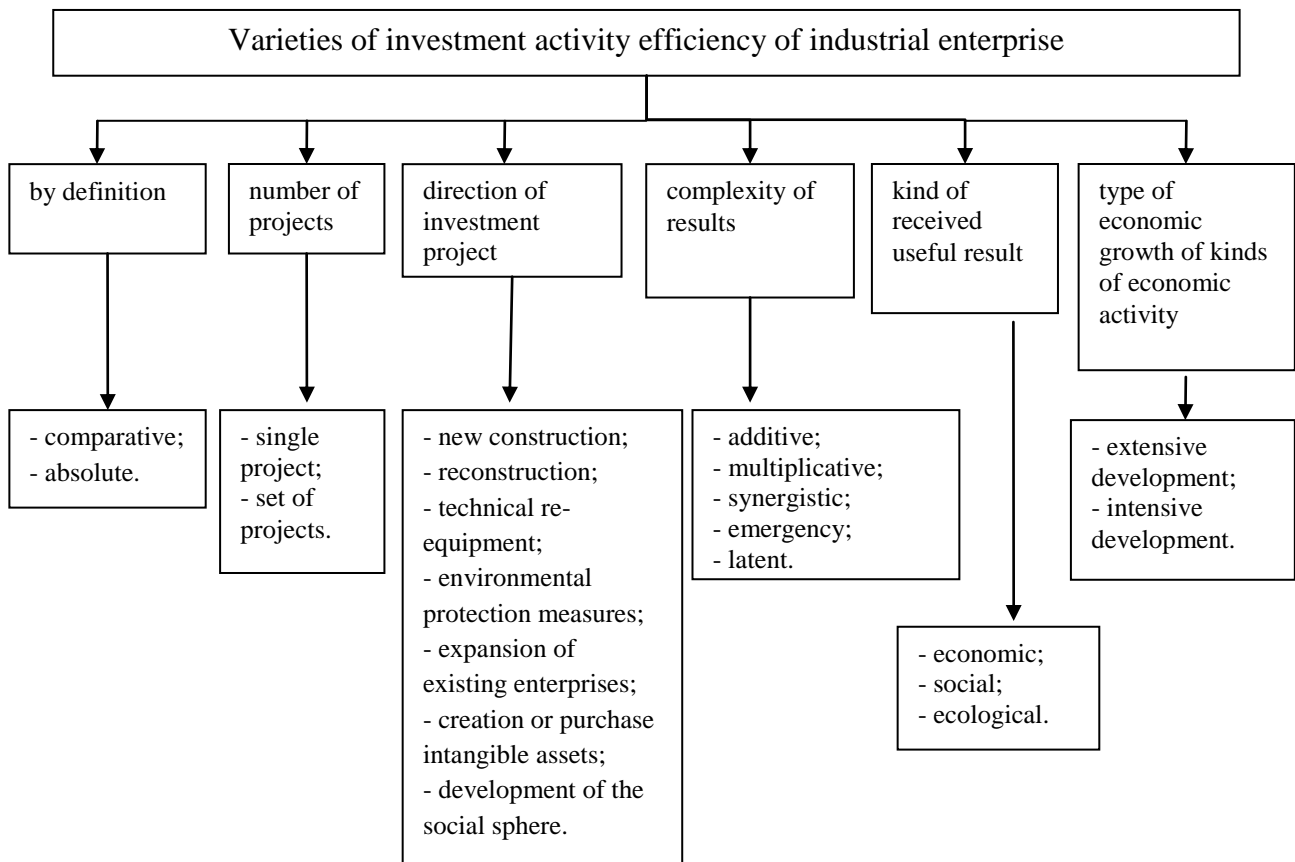 Varieties of investment activity efficiency of industrial enterprise
by definition
number of
projects
direction of
investment
project
complexity of
results
kind of
received
useful result
type of
economic
growth of kinds
of economic
activity
- comparative;
- absolute.
- single
project;
- set of
projects.
- new construction;
- reconstruction;
- technical re-
equipment;
- environmental
protection measures;
- expansion of
existing enterprises;
- creation or purchase
intangible assets;
- development of the
social sphere.
- additive;
- multiplicative;
- synergistic;
- emergency;
- latent.
- economic;
- social;
- ecological.
- extensive
development;
- intensive
development.